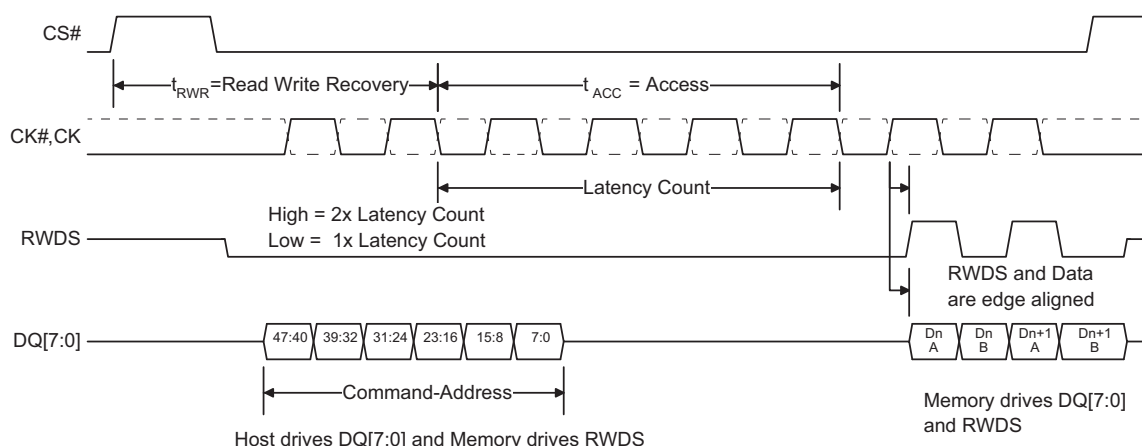 CS#
tRWR=Read Write Recovery
tACC = Access
CK#,CK
Latency Count
High = 2x Latency Count
Low = 1x Latency Count
RWDS
RWDS and Data
are edge aligned
DQ[7:0]
47:40 39:32 31:24 23:16 15:8 7:0
Dn A
Dn B
Dn+1 A
Dn+1 B
Command-Address
Memory drives DQ[7:0]
and RWDS
Host drives DQ[7:0] and Memory drives RWDS